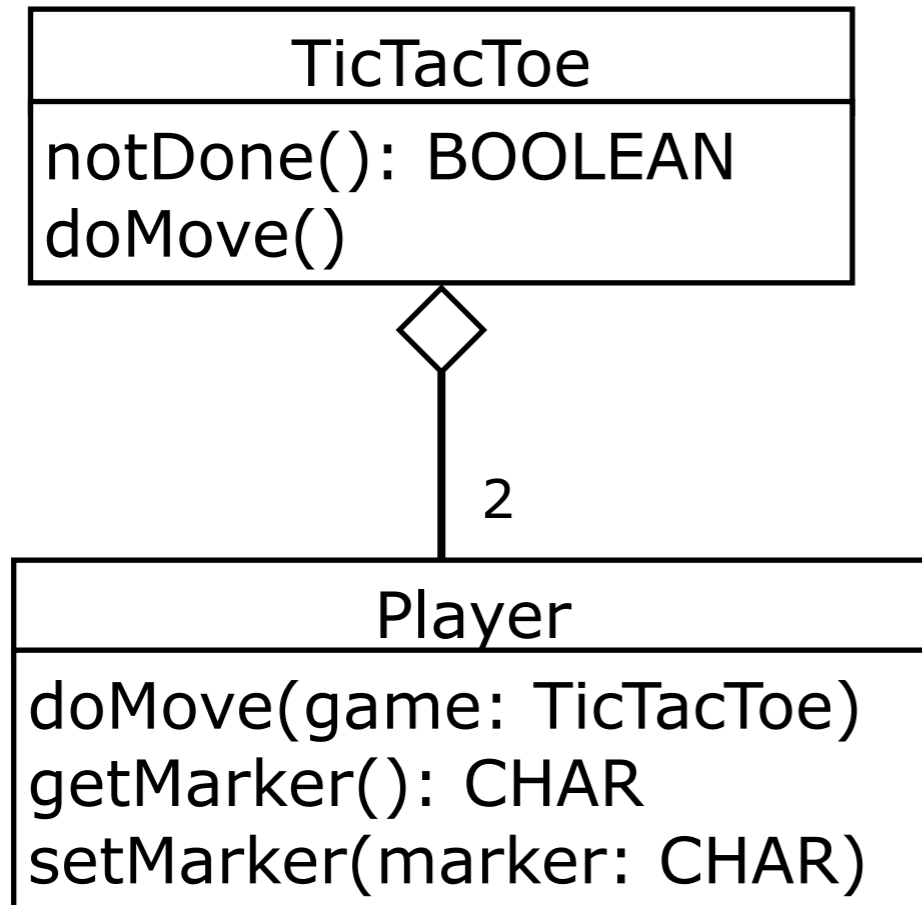 TicTacToe
notDone(): BOOLEAN
doMove()
2
Player
doMove(game: TicTacToe)
getMarker(): CHAR
setMarker(marker: CHAR)